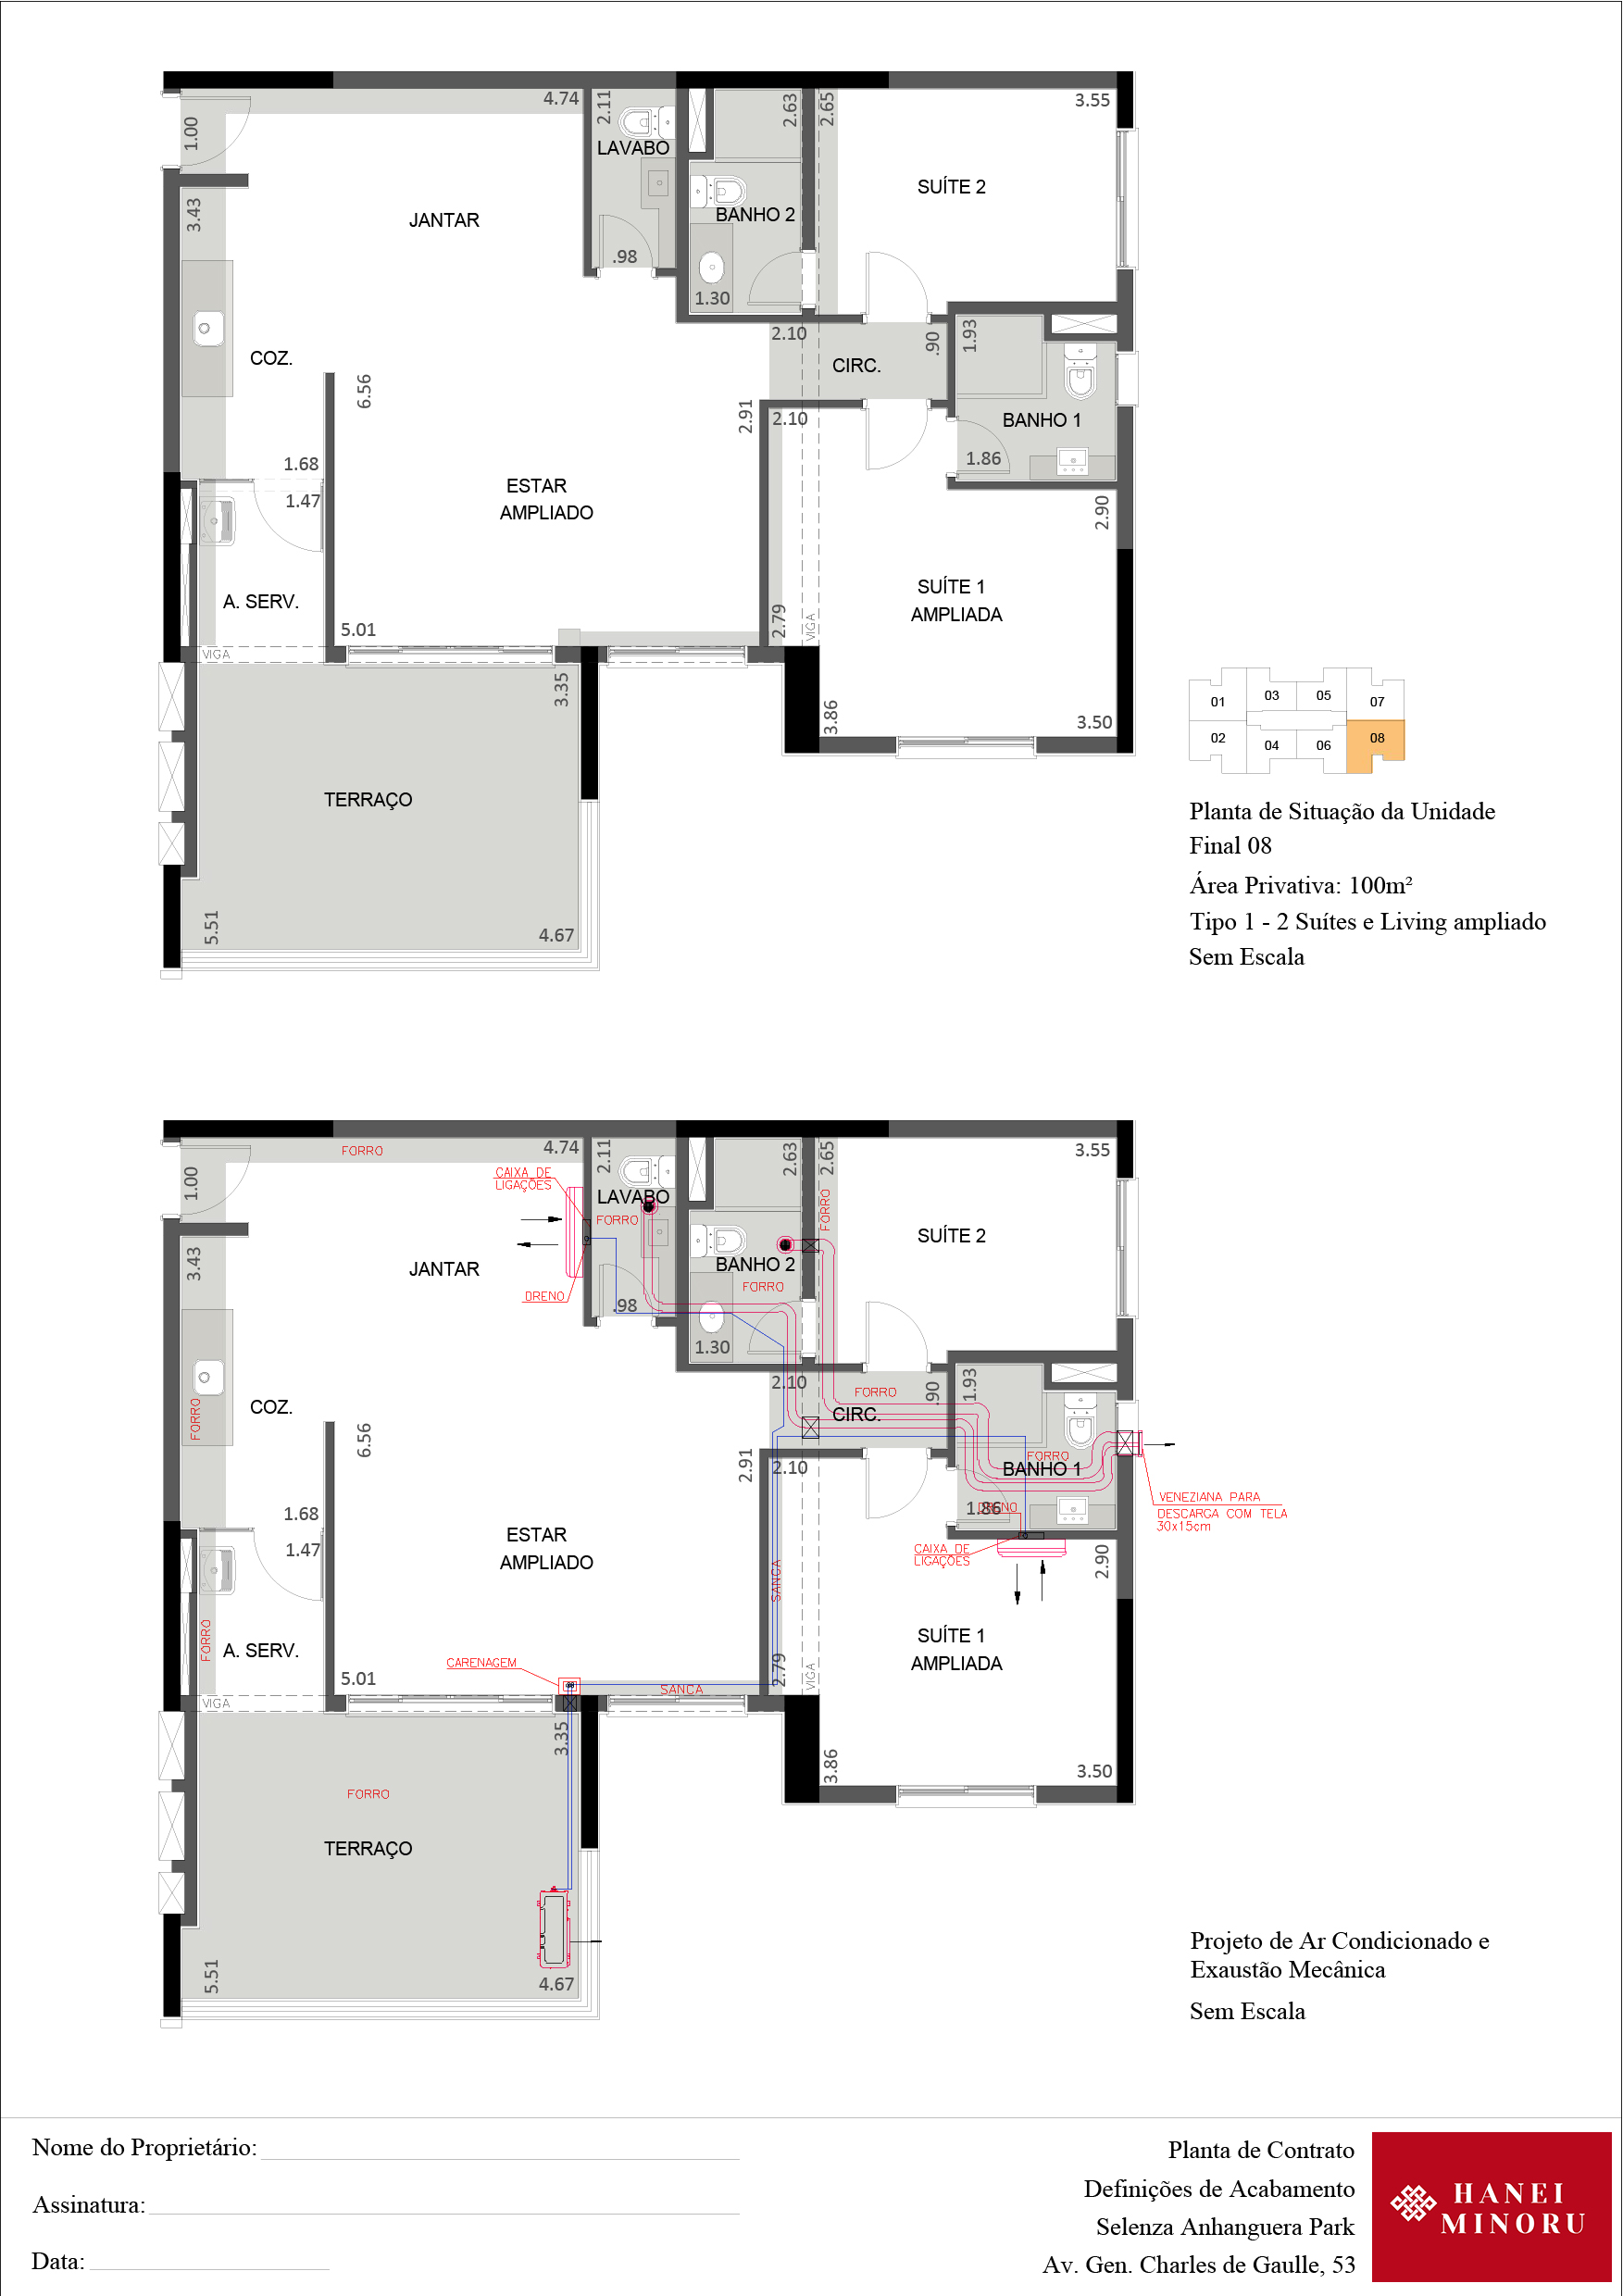 4.74
2.11
2.63
2.65
3.55
1.00
LAVABO
SUÍTE 2
3.43
JANTAR
BANHO 2
.98
1.30
2.10
.90
1.93
COZ.
CIRC.
6.56
2.91
2.10
BANHO 1
1.68
1.86
1.47
ESTAR
AMPLIADO
2.90
A. SERV.
SUÍTE 1
AMPLIADA
2.79
VIGA
5.01
VIGA
3.35
3.86
3.50
TERRAÇO
5.51
4.67
01
03
05
07
02
04
06
08
Planta de Situação da Unidade
Final 08
Área Privativa: 100m²
Tipo 1 - 2 Suítes e Living ampliado
Sem Escala
FORRO
4.74
2.11
2.63
2.65
3.55
1.00
CAIXA DE
LIGAÇÕES
LAVABO
FORRO
FORRO
SUÍTE 2
3.43
JANTAR
BANHO 2
FORRO
DRENO
.98
1.30
2.10
FORRO
.90
1.93
COZ.
FORRO
CIRC.
6.56
2.91
2.10
FORRO
BANHO 1
VENEZIANA PARA
DESCARGA COM TELA
30x15cm
1.68
1.86
DRENO
1.47
ESTAR
AMPLIADO
CAIXA DE
LIGAÇÕES
2.90
SANCA
FORRO
A. SERV.
SUÍTE 1
AMPLIADA
CARENAGEM
2.79
VIGA
5.01
SANCA
VIGA
3.35
3.86
3.50
FORRO
TERRAÇO
5.51
4.67
Projeto de Ar Condicionado e
Exaustão Mecânica
Sem Escala
Nome do Proprietário:
Assinatura:
Data:
Planta de Contrato
Definições de Acabamento
Selenza Anhanguera Park
Av. Gen. Charles de Gaulle, 53
HANEI
MINORU